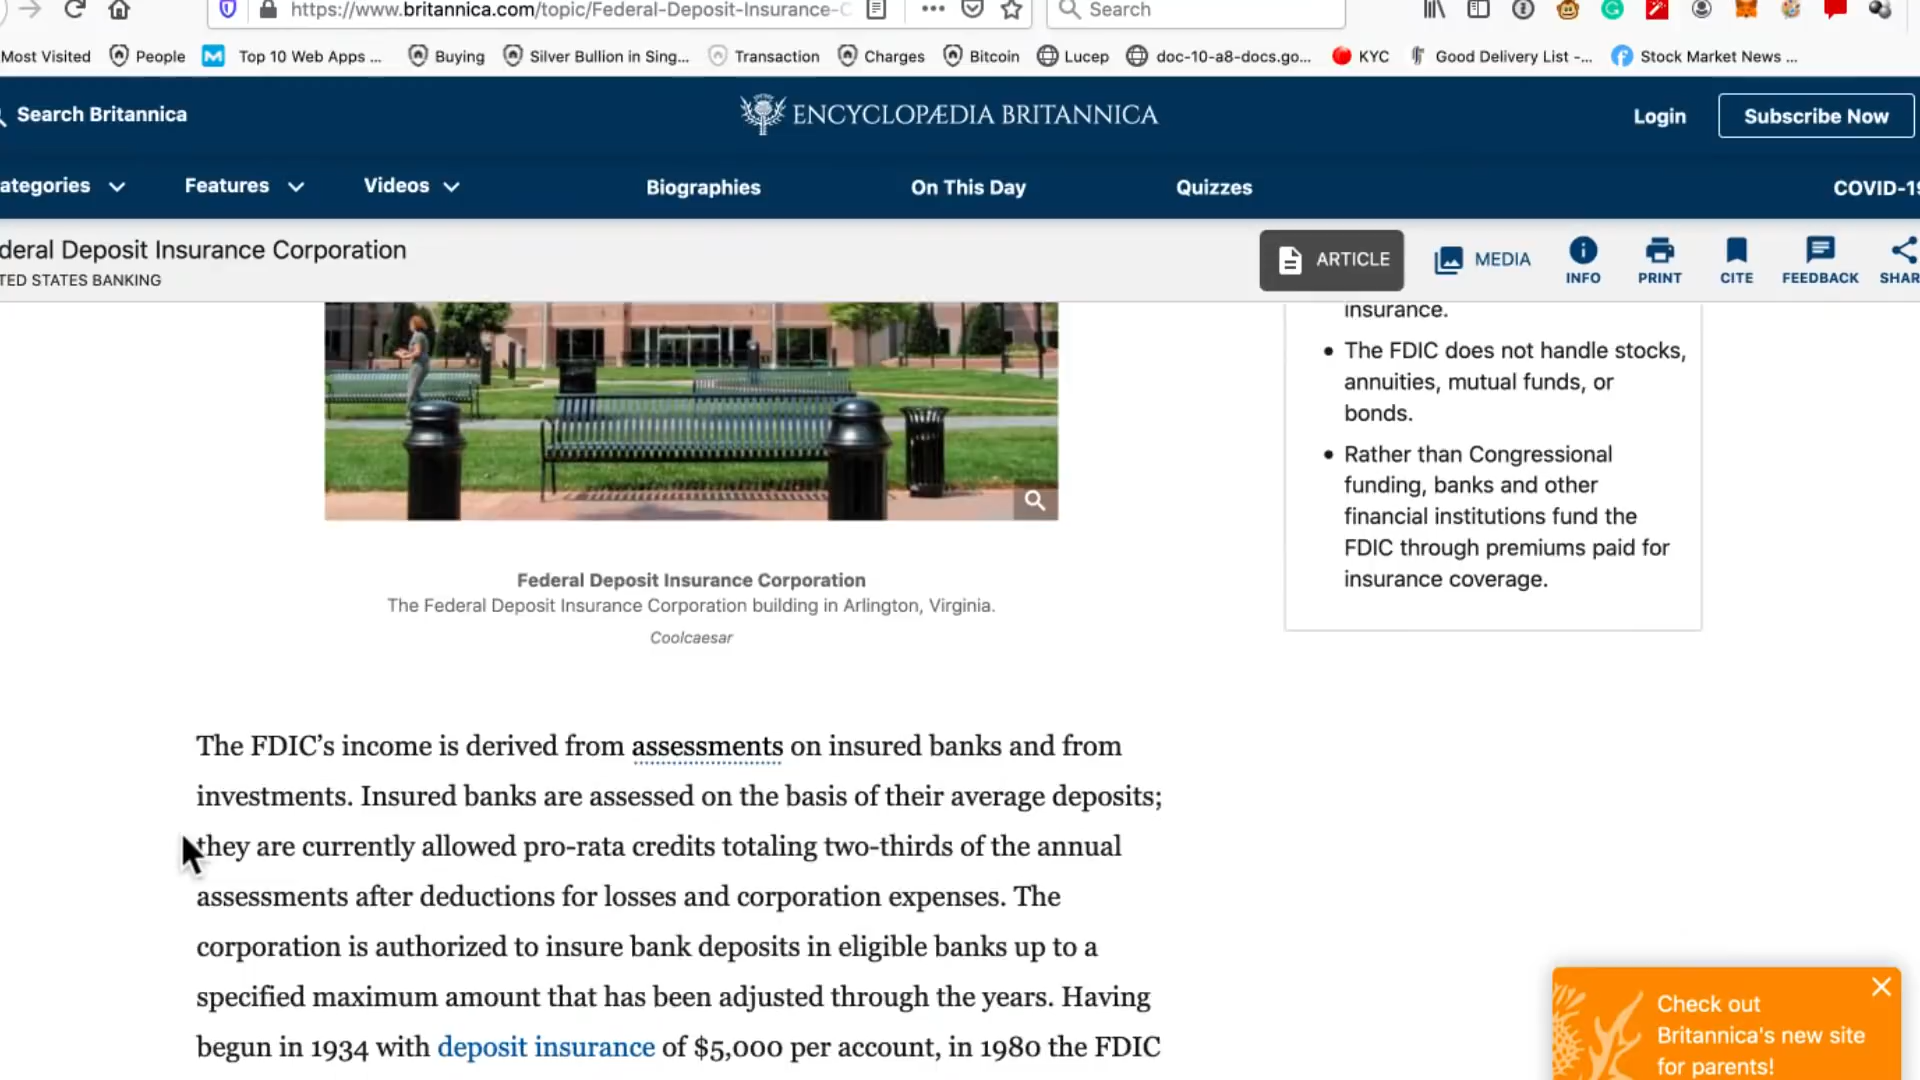 https://www.britannica.com/topic/Federal-Deposit-Insurance-C
Search
Most Visited
People
Top 10 Web Apps ...
Buying
Silver Bullion in Sing...
Transaction
Charges
Bitcoin
Lucep
doc-10-a8-docs.go...
KYC
Good Delivery List -...
Stock Market News ...
Search Britannica
ENCYCLOPÆDIA BRITANNICA
Login
Subscribe Now
ategories
Features
Videos
Biographies
On This Day
Quizzes
COVID-19
deral Deposit Insurance Corporation
TED STATES BANKING
ARTICLE
MEDIA
INFO
PRINT
CITE
FEEDBACK
SHAR
insurance.
• The FDIC does not handle stocks,
annuities, mutual funds, or
bonds.
• Rather than Congressional
funding, banks and other
financial institutions fund the
FDIC through premiums paid for
insurance coverage.
Federal Deposit Insurance Corporation
The Federal Deposit Insurance Corporation building in Arlington, Virginia.
Coolcaesar
The FDIC’s income is derived from assessments on insured banks and from
investments. Insured banks are assessed on the basis of their average deposits;
they are currently allowed pro-rata credits totaling two-thirds of the annual
assessments after deductions for losses and corporation expenses. The
corporation is authorized to insure bank deposits in eligible banks up to a
specified maximum amount that has been adjusted through the years. Having
begun in 1934 with deposit insurance of $5,000 per account, in 1980 the FDIC
Check out
Britannica's new site
for parents!